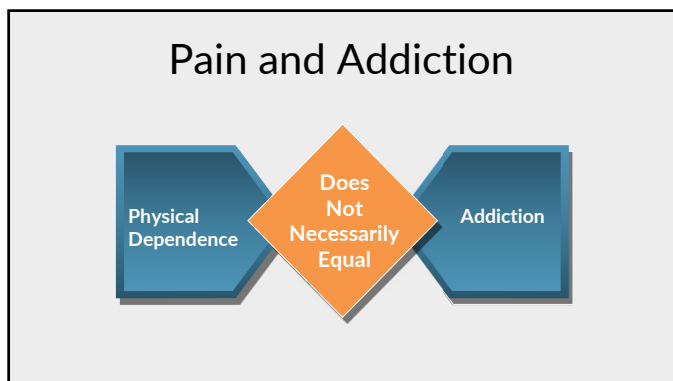 Pain and Addiction
Physical
Dependence
Does
Not
Necessarily
Equal
Addiction